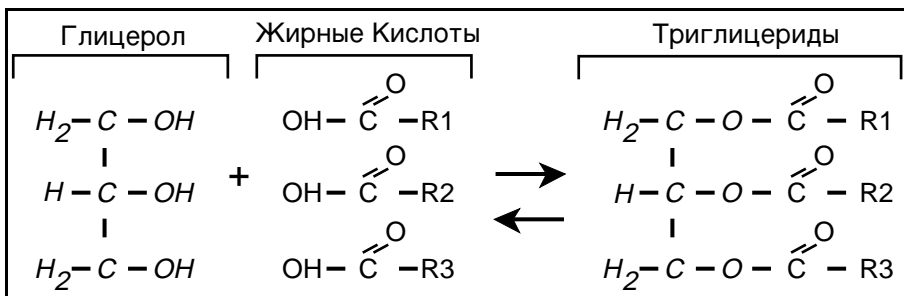 Глицерол Жирные Кислоты Триглицериды
O O
H2 – C – OH OH – C – R1 H2 – C – O – C – R1
O O
H – C – OH + OH – C – R2 H – C – O – C – R2
O O
H2 – C – OH OH – C – R3 H2 – C – O – C – R3